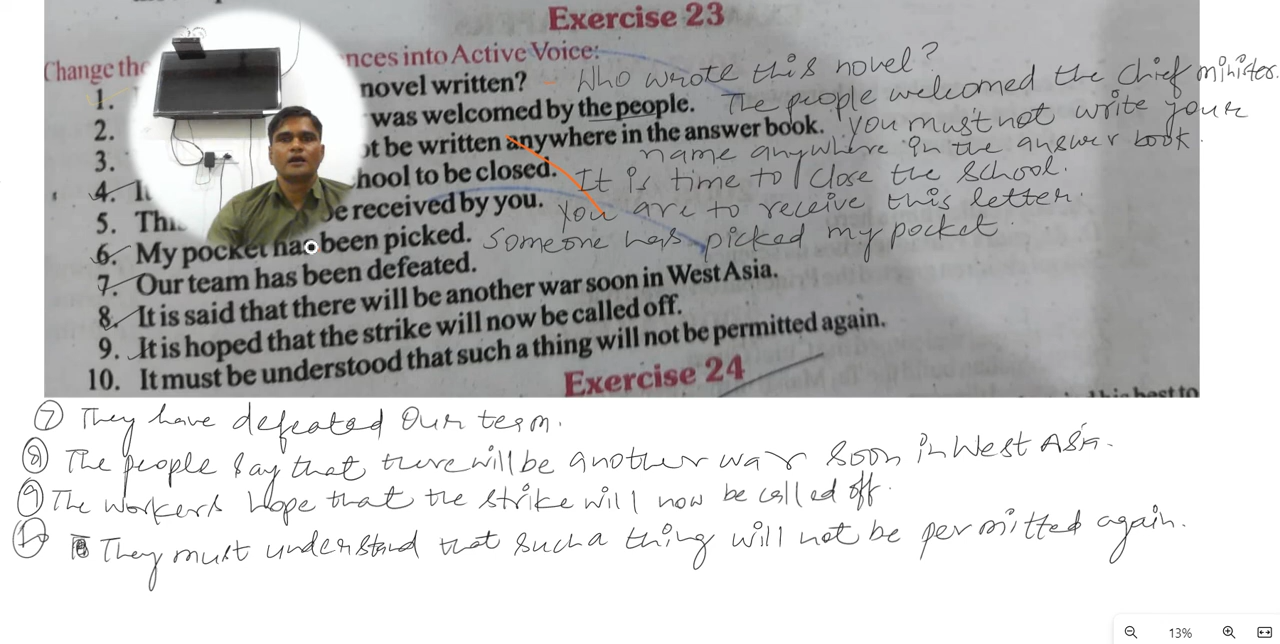 Exercise 23
Change the nces into Active Voice:
1. novel written? - Who wrote this novel?
2. was welcomed by the people. The people welcomed the chief minister.
3. ot be written anywhere in the answer book. You must not write your
name anywhere in the answer book.
4. It hool to be closed. It is time to close the school.
5. This be received by you. You are to receive this letter.
6. My pocket has been picked. Someone has picked my pocket
7. Our team has been defeated.
8. It is said that there will be another war soon in West Asia.
9. It is hoped that the strike will now be called off.
10. It must be understood that such a thing will not be permitted again.
Exercise 24
his best to
7 They have defeated Our team.
8 The people say that there will be another war soon in West Asia.
9 The workers hope that the strike will now be called off.
10 They must understand that such a thing will not be permitted again.
13%